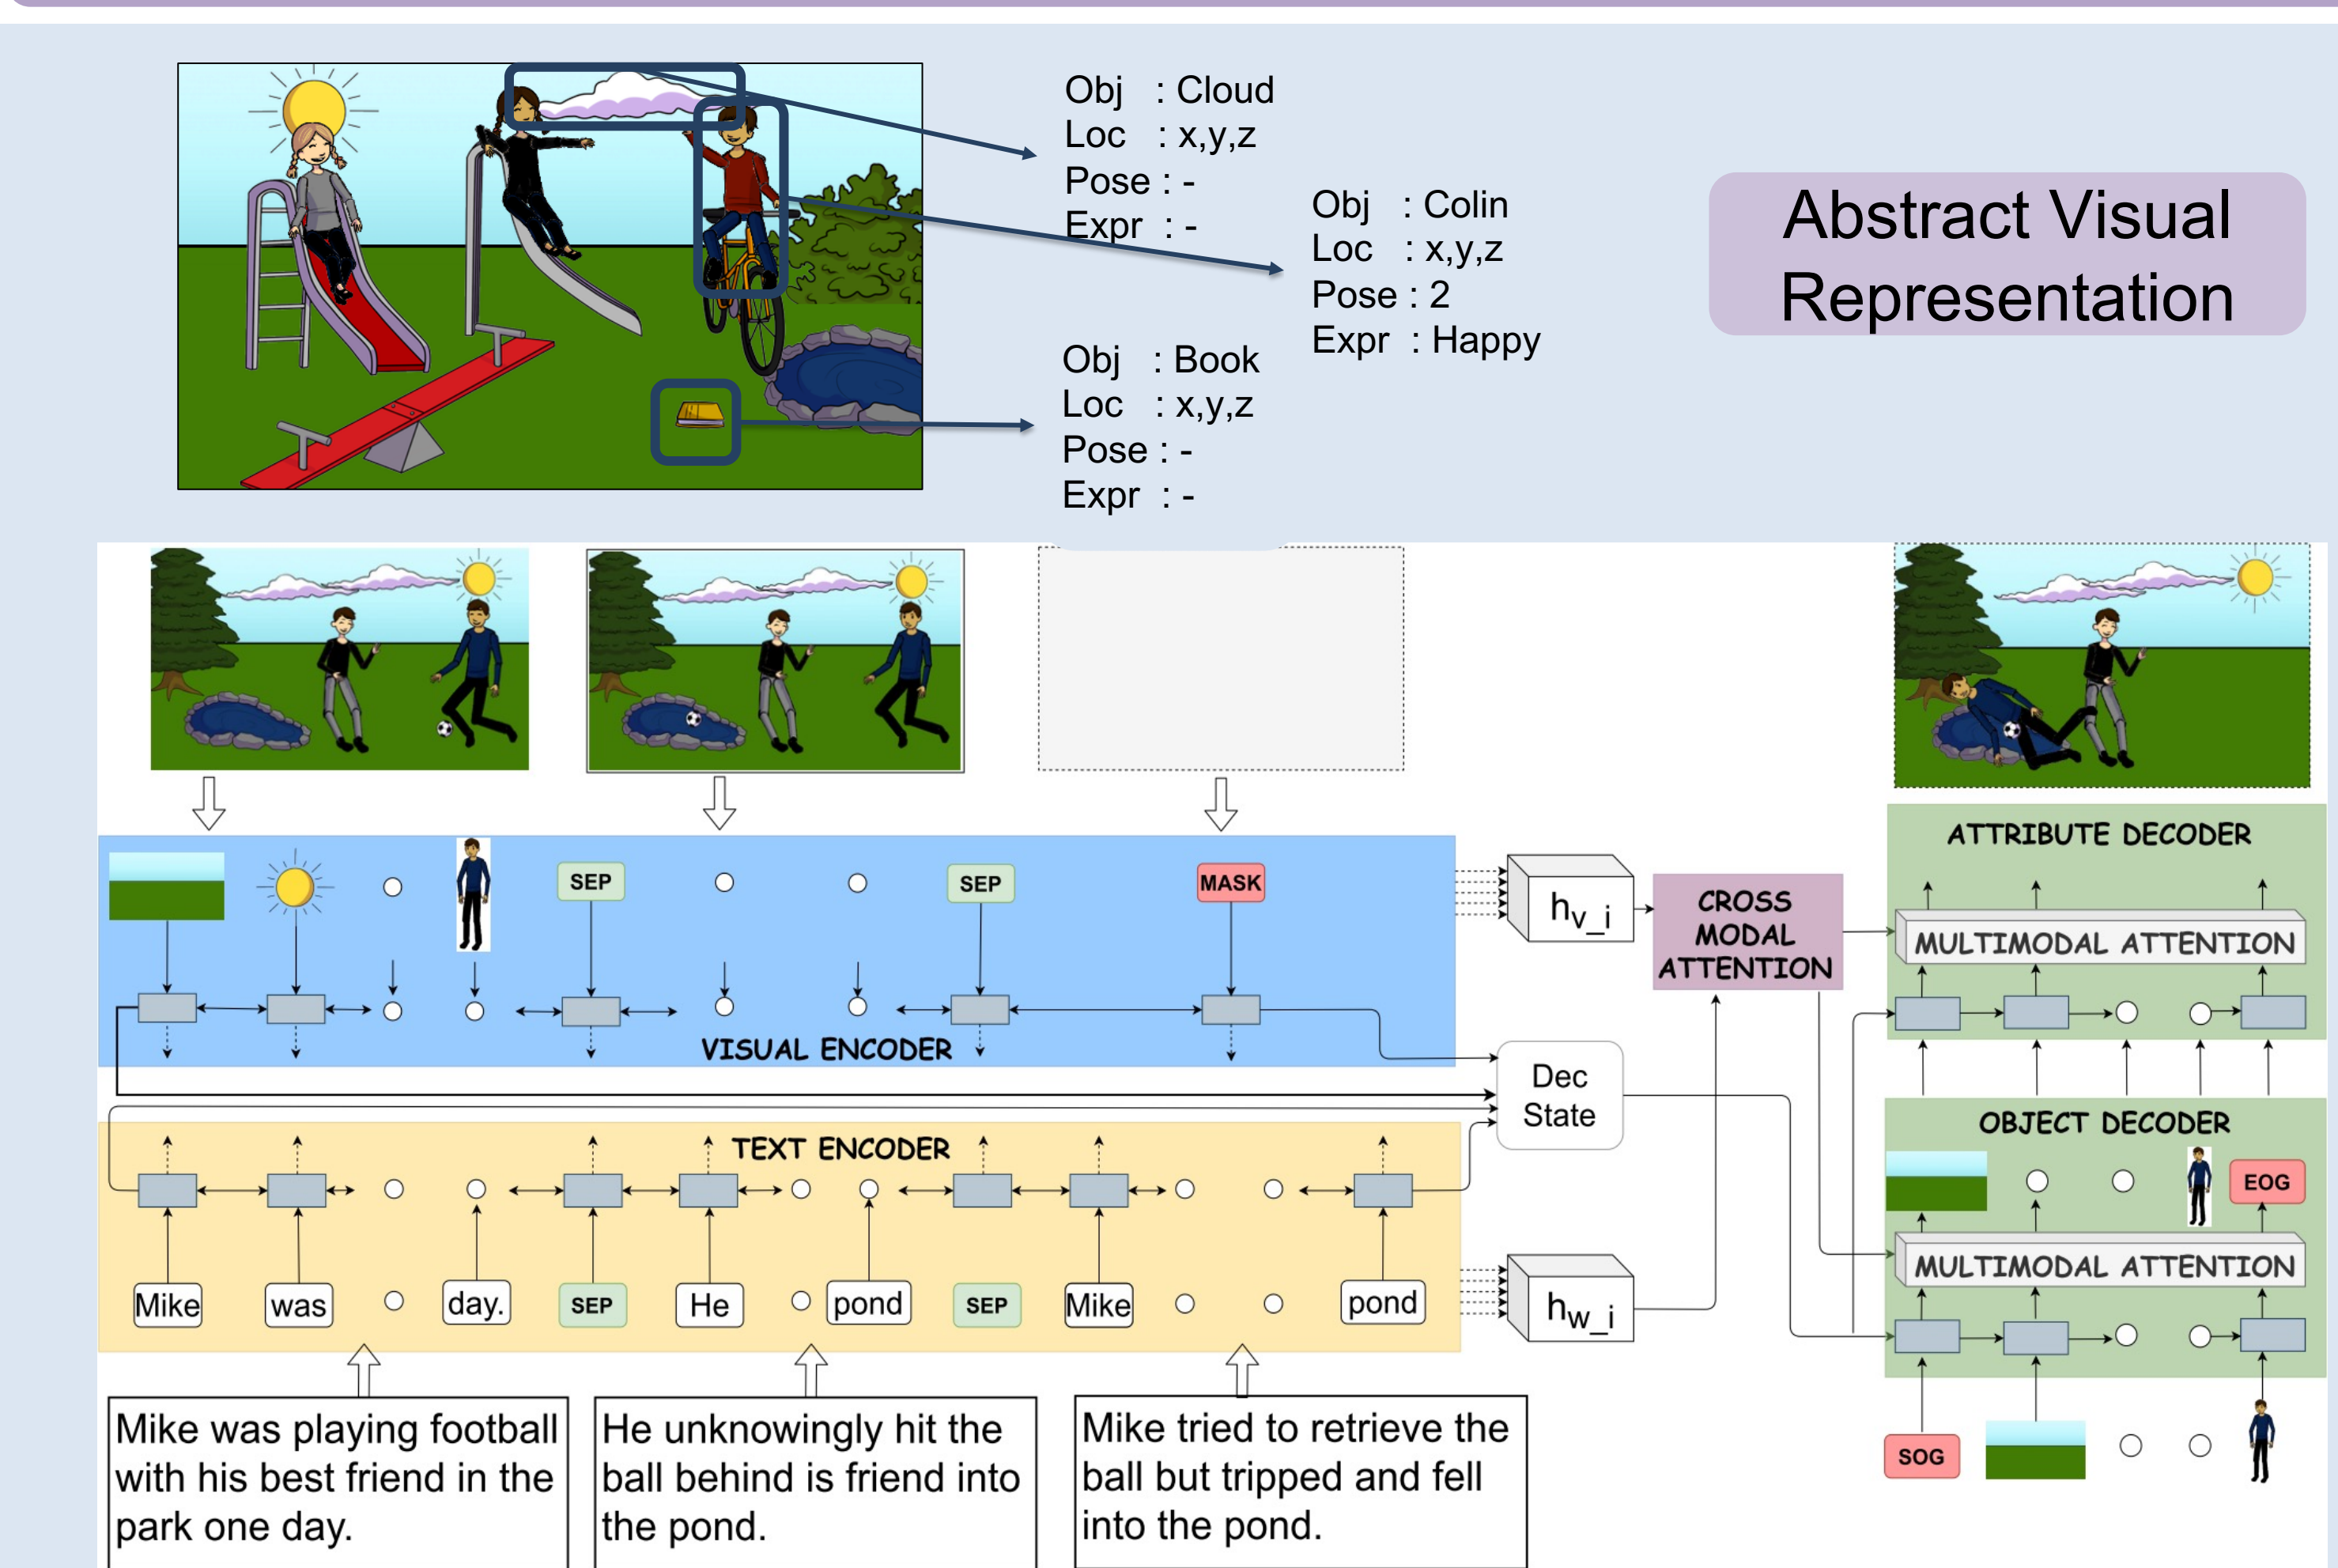 Obj : Cloud
Loc : x,y,z
Pose : -
Expr : -
Obj : Colin
Loc : x,y,z
Pose : 2
Expr : Happy
Obj : Book
Loc : x,y,z
Pose : -
Expr : -
Abstract Visual
Representation
SEP
SEP
MASK
VISUAL ENCODER
h_v_i
CROSS
MODAL
ATTENTION
ATTRIBUTE DECODER
MULTIMODAL ATTENTION
Dec
State
TEXT ENCODER
Mike
was
day.
SEP
He
pond
SEP
Mike
pond
h_w_i
OBJECT DECODER
EOG
MULTIMODAL ATTENTION
SOG
Mike was playing football
with his best friend in the
park one day.
He unknowingly hit the
ball behind is friend into
the pond.
Mike tried to retrieve the
ball but tripped and fell
into the pond.